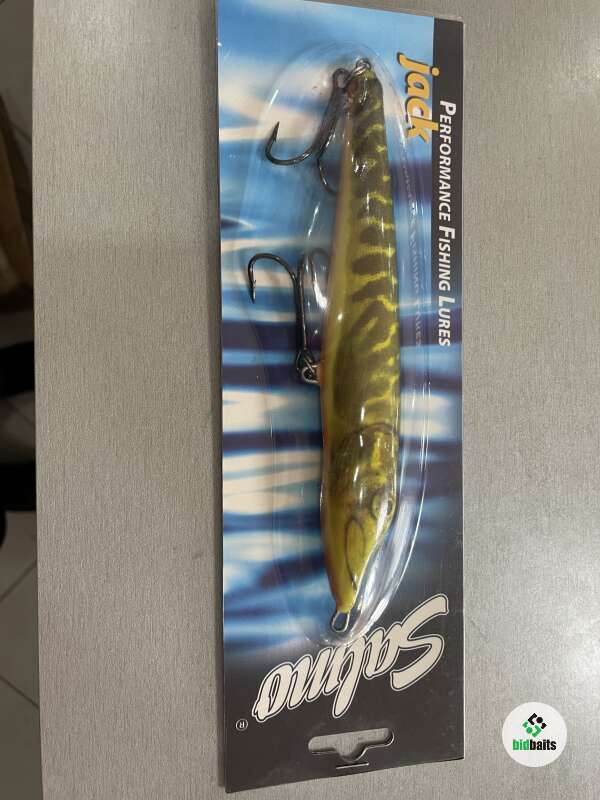 Salmo®
PERFORMANCE FISHING LURES
jack
bidbaits